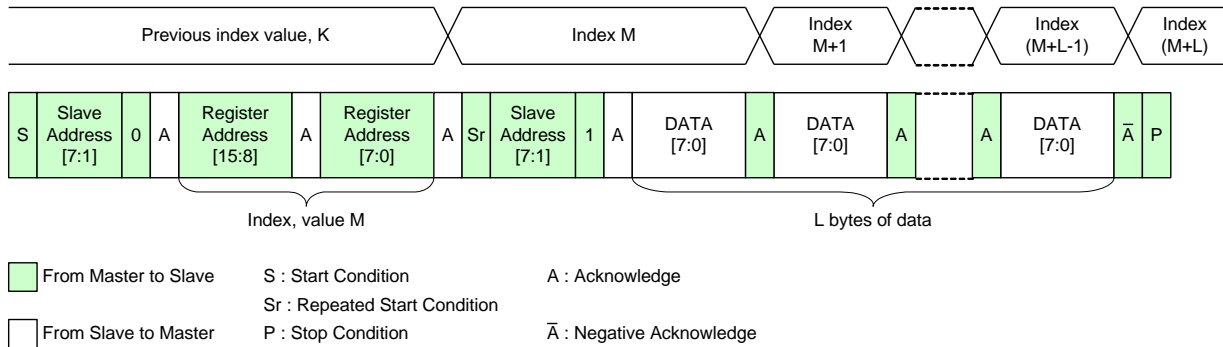 Previous index value, K
Index M
Index
M+1
Index
(M+L-1)
Index
(M+L)
S
Slave
Address
[7:1]
0
A
Register
Address
[15:8]
A
Register
Address
[7:0]
A
Sr
Slave
Address
[7:1]
1
A
DATA
[7:0]
A
DATA
[7:0]
A
A
DATA
[7:0]
A̅
P
Index, value M
L bytes of data
From Master to Slave
S : Start Condition
A : Acknowledge
Sr : Repeated Start Condition
From Slave to Master
P : Stop Condition
A̅ : Negative Acknowledge